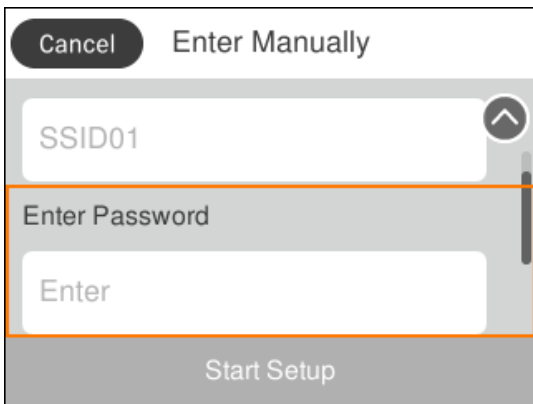 Cancel Enter Manually
SSID01
Enter Password
Enter
Start Setup